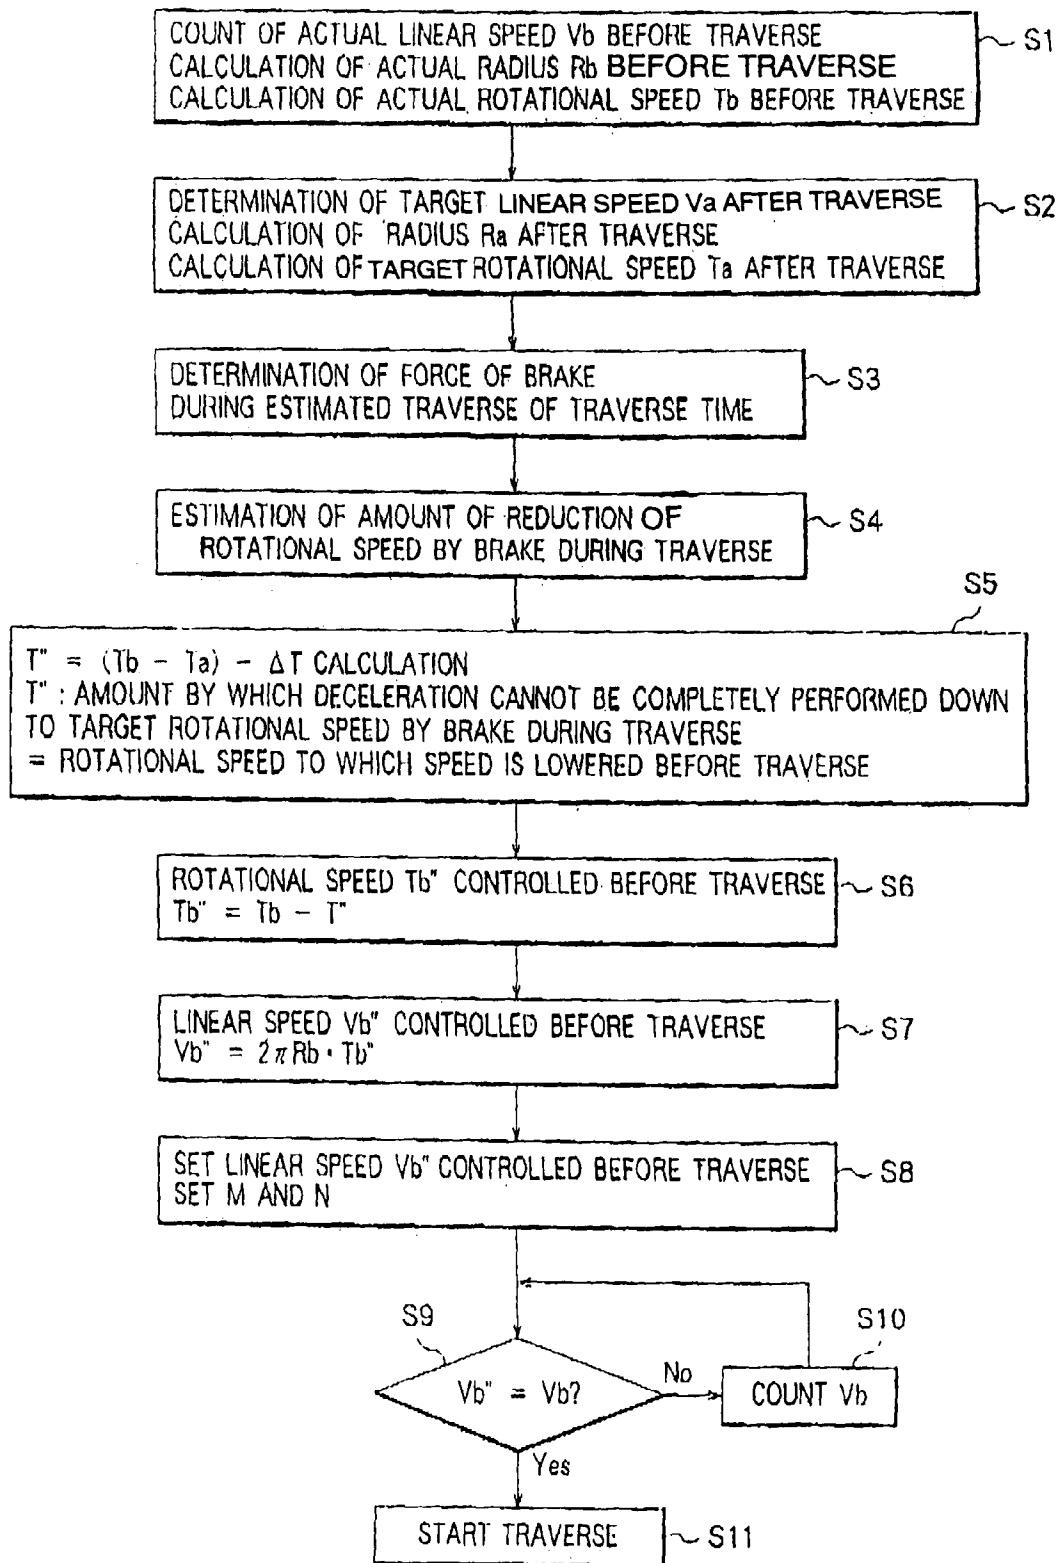 COUNT OF ACTUAL LINEAR SPEED Vb BEFORE TRAVERSE
CALCULATION OF ACTUAL RADIUS Rb BEFORE TRAVERSE
CALCULATION OF ACTUAL ROTATIONAL SPEED Tb BEFORE TRAVERSE
S1
DETERMINATION OF TARGET LINEAR SPEED Va AFTER TRAVERSE
CALCULATION OF RADIUS Ra AFTER TRAVERSE
CALCULATION OF TARGET ROTATIONAL SPEED Ta AFTER TRAVERSE
S2
DETERMINATION OF FORCE OF BRAKE
DURING ESTIMATED TRAVERSE OF TRAVERSE TIME
S3
ESTIMATION OF AMOUNT OF REDUCTION OF
ROTATIONAL SPEED BY BRAKE DURING TRAVERSE
S4
S5
T" = (Tb - Ta) - ΔT CALCULATION
T" : AMOUNT BY WHICH DECELERATION CANNOT BE COMPLETELY PERFORMED DOWN
TO TARGET ROTATIONAL SPEED BY BRAKE DURING TRAVERSE
= ROTATIONAL SPEED TO WHICH SPEED IS LOWERED BEFORE TRAVERSE
ROTATIONAL SPEED Tb" CONTROLLED BEFORE TRAVERSE
Tb" = Tb - T"
S6
LINEAR SPEED Vb" CONTROLLED BEFORE TRAVERSE
Vb" = 2πRb・Tb"
S7
SET LINEAR SPEED Vb" CONTROLLED BEFORE TRAVERSE
SET M AND N
S8
S9
Vb" = Vb?
No
S10
COUNT Vb
Yes
START TRAVERSE
S11